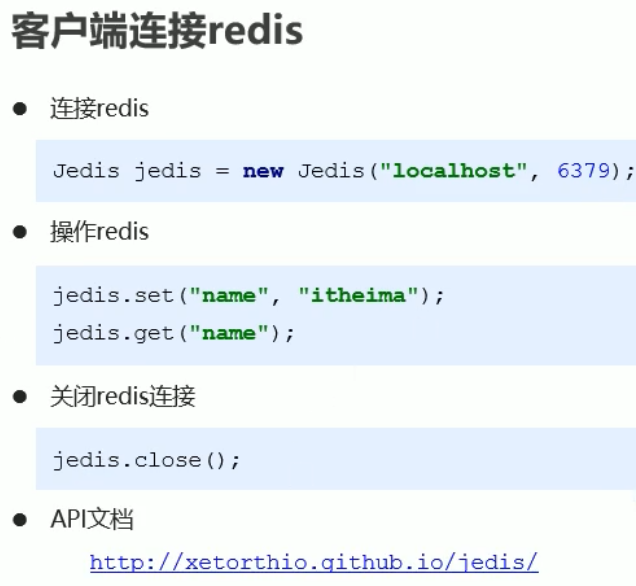 客户端连接redis
● 连接redis
Jedis jedis = new Jedis("localhost", 6379);
● 操作redis
jedis.set("name", "itheima");
jedis.get("name");
● 关闭redis连接
jedis.close();
● API文档
http://xetorthio.github.io/jedis/